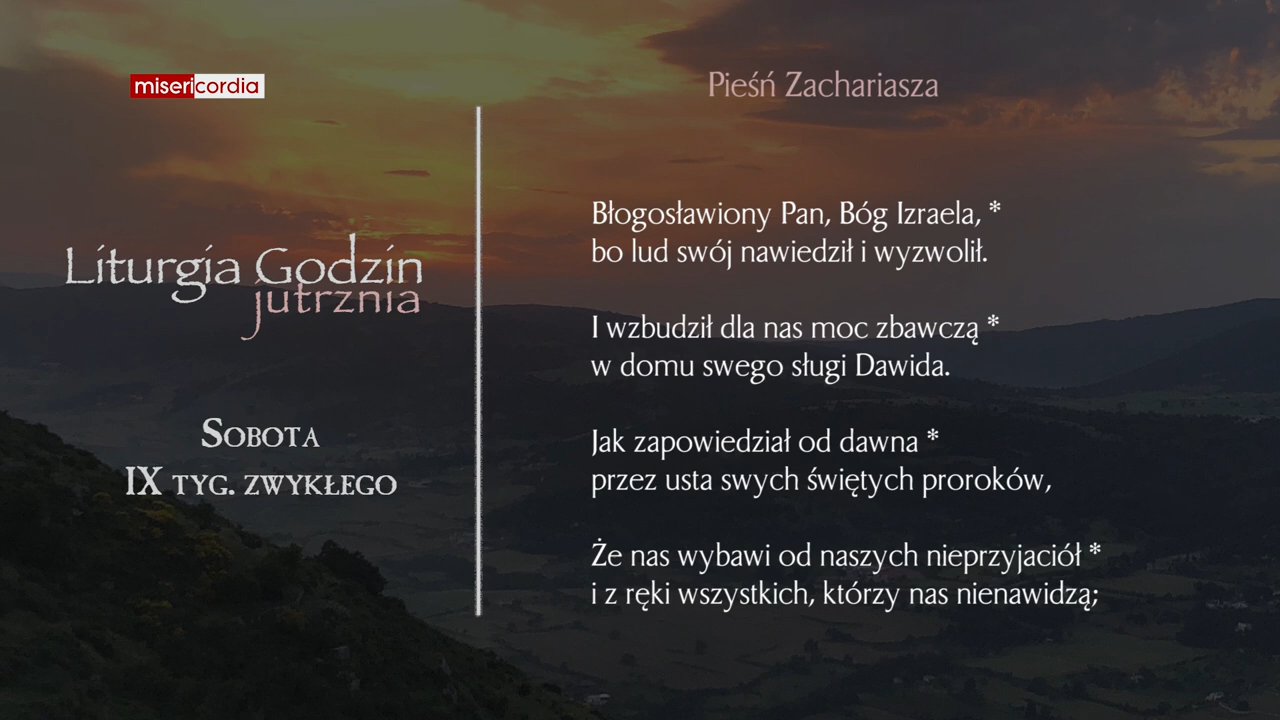 misericordia
Liturgia Godzin
jutrznia
Sobota
IX tyg. zwykłego
Pieśń Zachariasza
Błogosławiony Pan, Bóg Izraela, *
bo lud swój nawiedził i wyzwolił.
I wzbudził dla nas moc zbawczą *
w domu swego sługi Dawida.
Jak zapowiedział od dawna *
przez usta swych świętych proroków,
Że nas wybawi od naszych nieprzyjaciół *
i z ręki wszystkich, którzy nas nienawidzą;